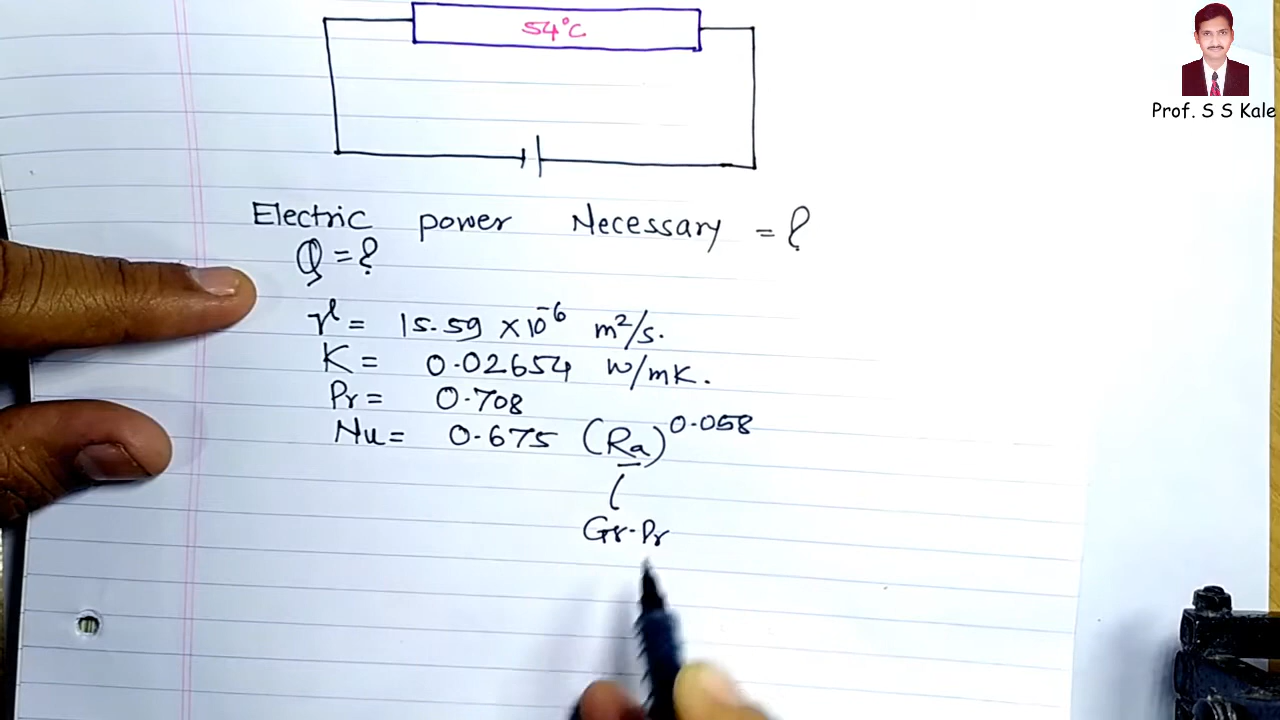 54°C
Prof. S S Kale
Electric power Necessary = ?
Q = ?
γ = 15.59 × 10⁻⁶ m²/s.
K = 0.02654 W/mK.
Pr = 0.708
Nu = 0.675 (Ra)^0.058
Gr.Pr